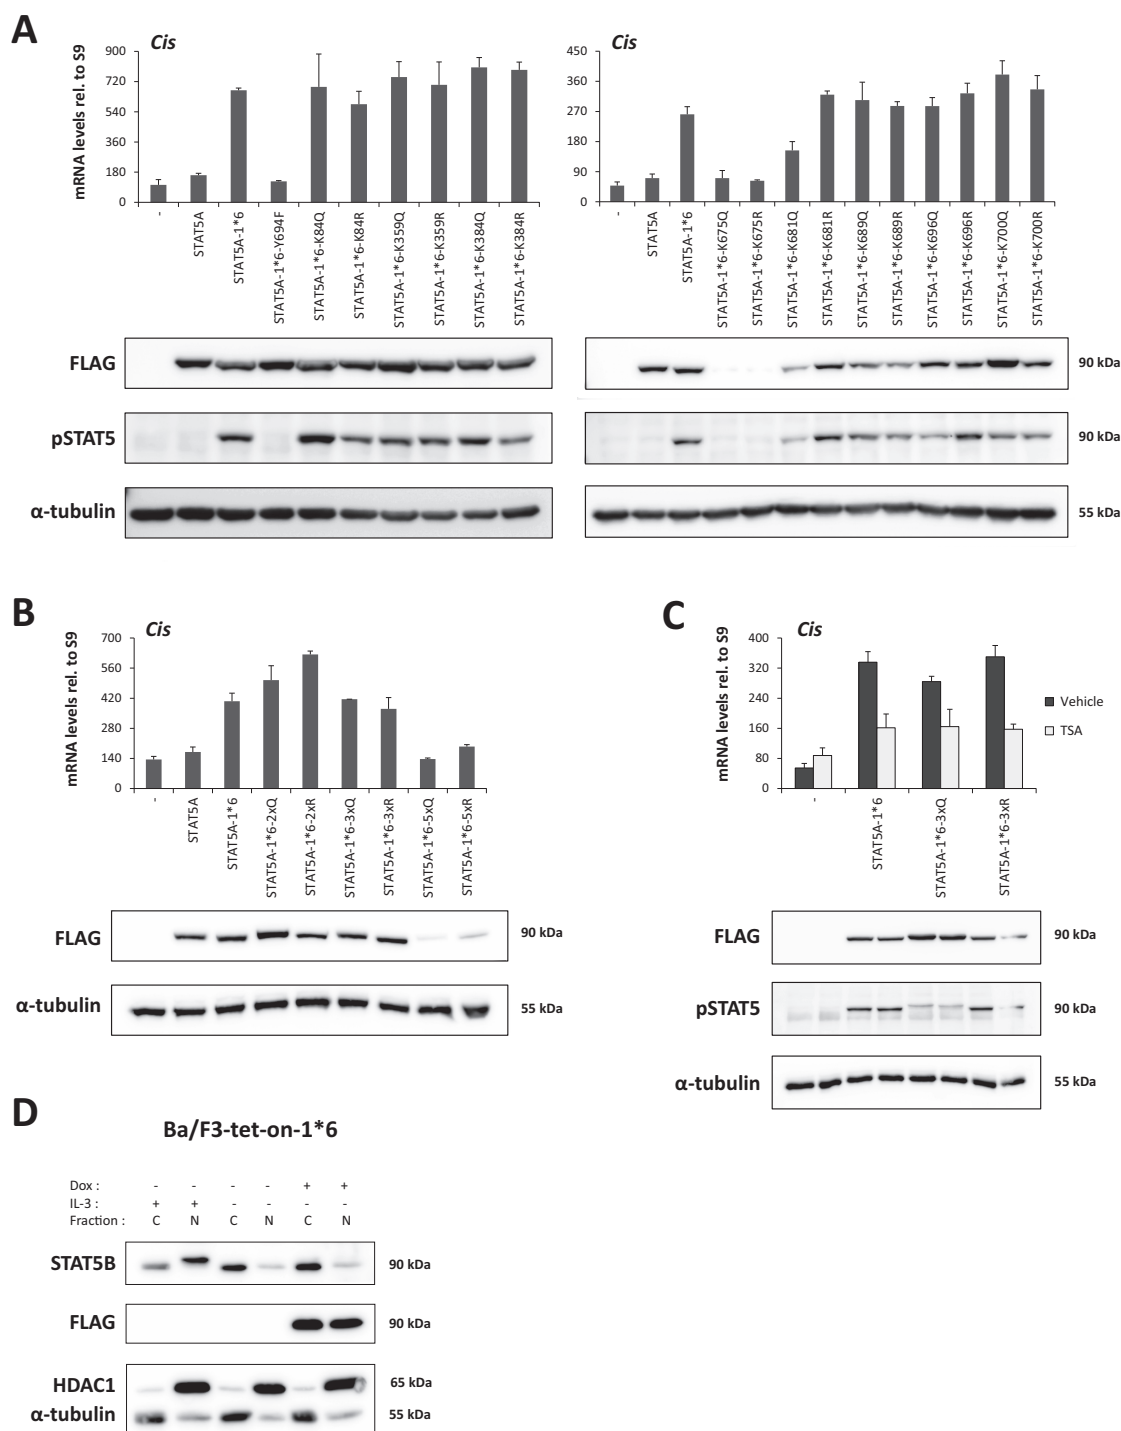 A
mRNA levels rel. to S9
Cis
900
720
540
360
180
0
-
STAT5A
STAT5A-1*6
STAT5A-1*6-Y694F
STAT5A-1*6-K84Q
STAT5A-1*6-K84R
STAT5A-1*6-K359Q
STAT5A-1*6-K359R
STAT5A-1*6-K384Q
STAT5A-1*6-K384R
Cis
450
360
270
180
90
0
-
STAT5A
STAT5A-1*6
STAT5A-1*6-K675Q
STAT5A-1*6-K675R
STAT5A-1*6-K681Q
STAT5A-1*6-K681R
STAT5A-1*6-K689Q
STAT5A-1*6-K689R
STAT5A-1*6-K696Q
STAT5A-1*6-K696R
STAT5A-1*6-K700Q
STAT5A-1*6-K700R
FLAG 90 kDa
pSTAT5 90 kDa
α-tubulin 55 kDa
B
mRNA levels rel. to S9
Cis
700
560
420
280
140
0
-
STAT5A
STAT5A-1*6
STAT5A-1*6-2xQ
STAT5A-1*6-2xR
STAT5A-1*6-3xQ
STAT5A-1*6-3xR
STAT5A-1*6-5xQ
STAT5A-1*6-5xR
FLAG 90 kDa
α-tubulin 55 kDa
C
mRNA levels rel. to S9
Cis
400
320
240
160
80
0
Vehicle
TSA
-
STAT5A-1*6
STAT5A-1*6-3xQ
STAT5A-1*6-3xR
FLAG 90 kDa
pSTAT5 90 kDa
α-tubulin 55 kDa
D
Ba/F3-tet-on-1*6
Dox : - - - - + +
IL-3 : + + - - - -
Fraction : C N C N C N
STAT5B 90 kDa
FLAG 90 kDa
HDAC1 65 kDa
α-tubulin 55 kDa